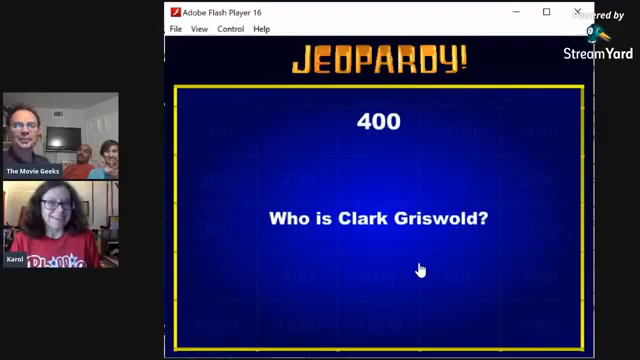 Adobe Flash Player 16
File View Control Help
Powered by
StreamYard
JEOPARDY!
400
Who is Clark Griswold?
The Movie Geeks
Karol